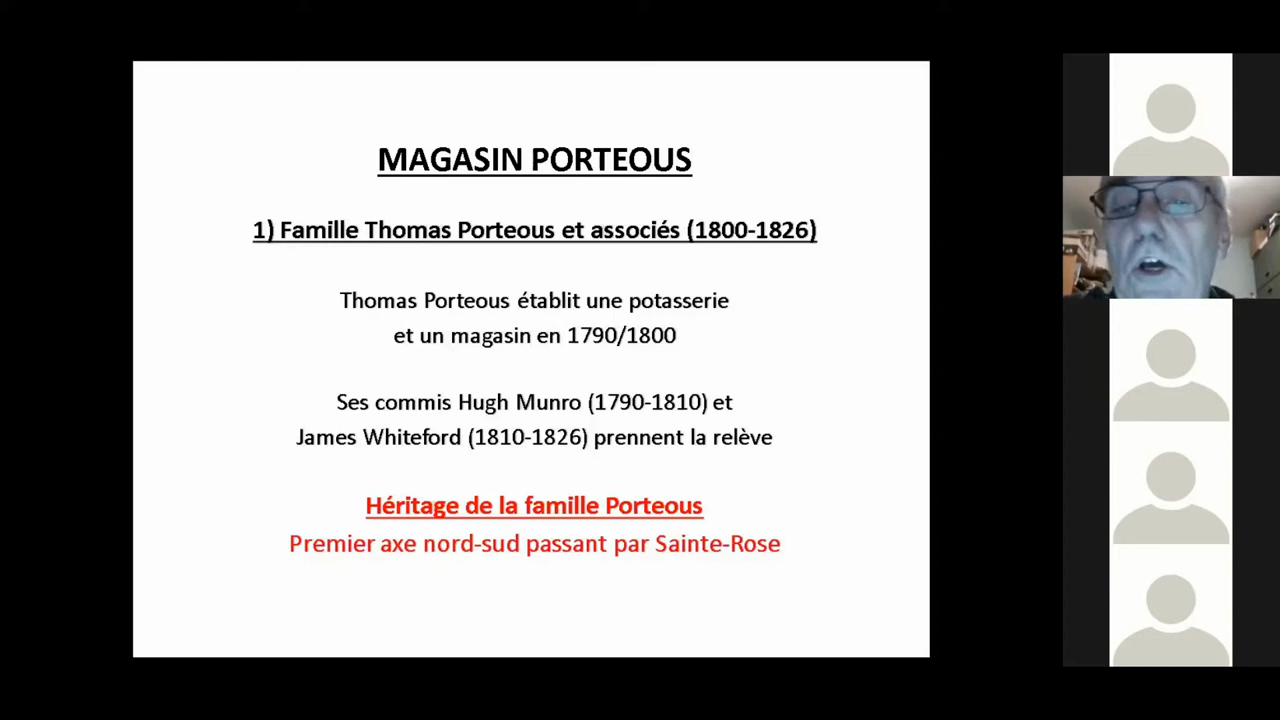 MAGASIN PORTEOUS
1) Famille Thomas Porteous et associés (1800-1826)
Thomas Porteous établit une potasserie
et un magasin en 1790/1800
Ses commis Hugh Munro (1790-1810) et
James Whiteford (1810-1826) prennent la relève
Héritage de la famille Porteous
Premier axe nord-sud passant par Sainte-Rose